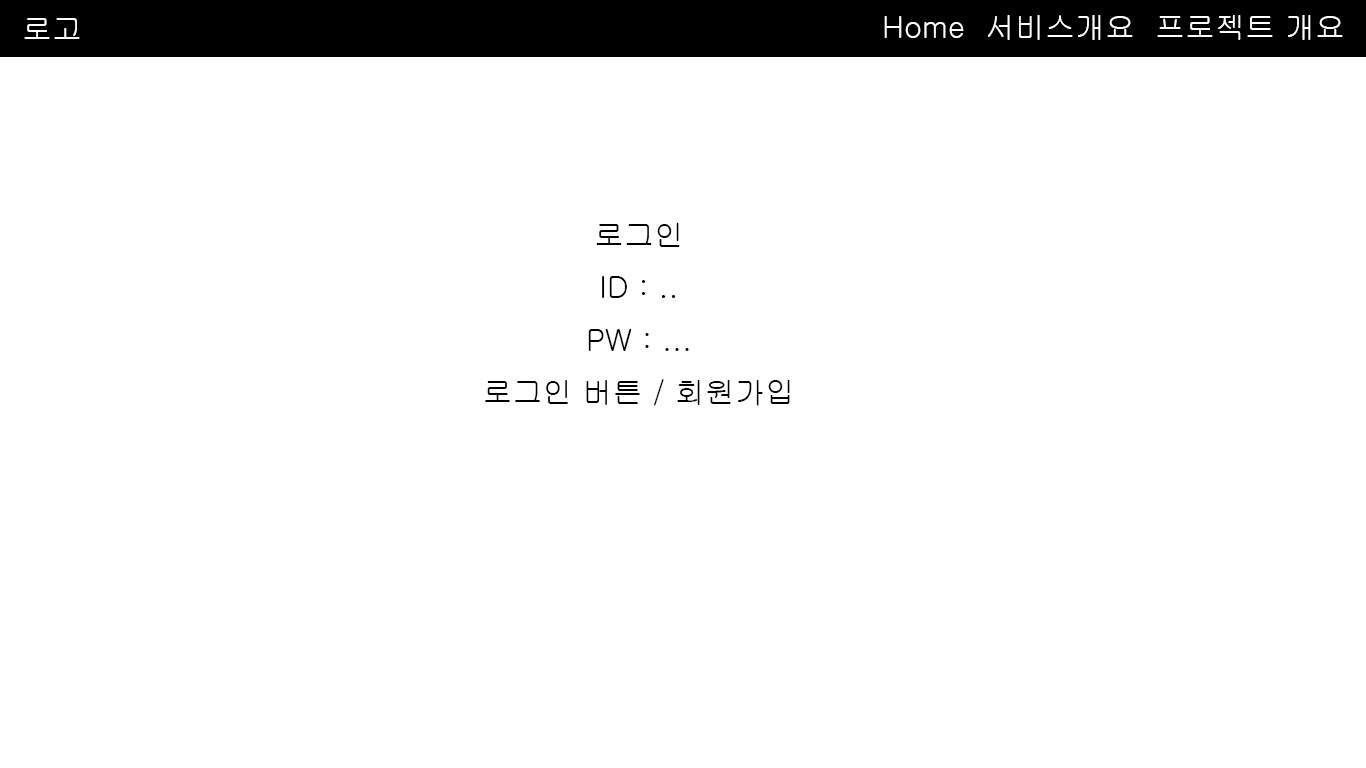 로고
Home 서비스개요 프로젝트 개요
로그인
ID : ..
PW : ...
로그인 버튼 / 회원가입